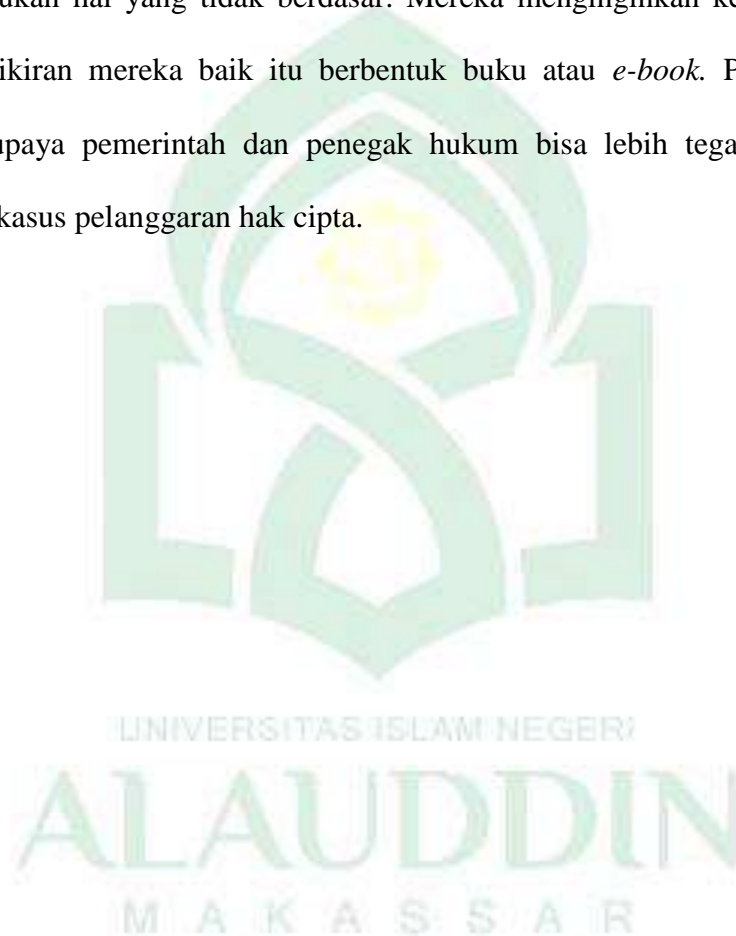 ukan hal yang tidak berdasar. Mereka menginginkan ke
ikiran mereka baik itu berbentuk buku atau e-book. P
upaya pemerintah dan penegak hukum bisa lebih tega
kasus pelanggaran hak cipta.
UNIVERSITAS ISLAM NEGERI
ALAUDDIN
MAKASSAR